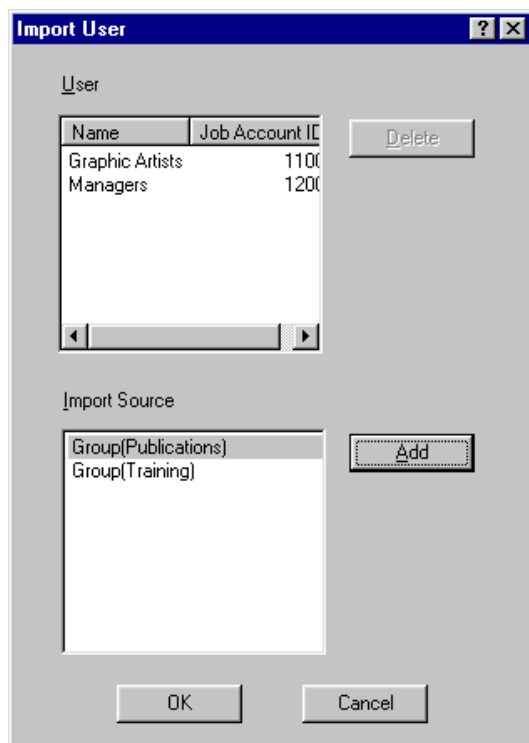 Import User
User
Name Job Account ID
Graphic Artists 1100
Managers 1200
Delete
Import Source
Group(Publications)
Group(Training)
Add
OK Cancel